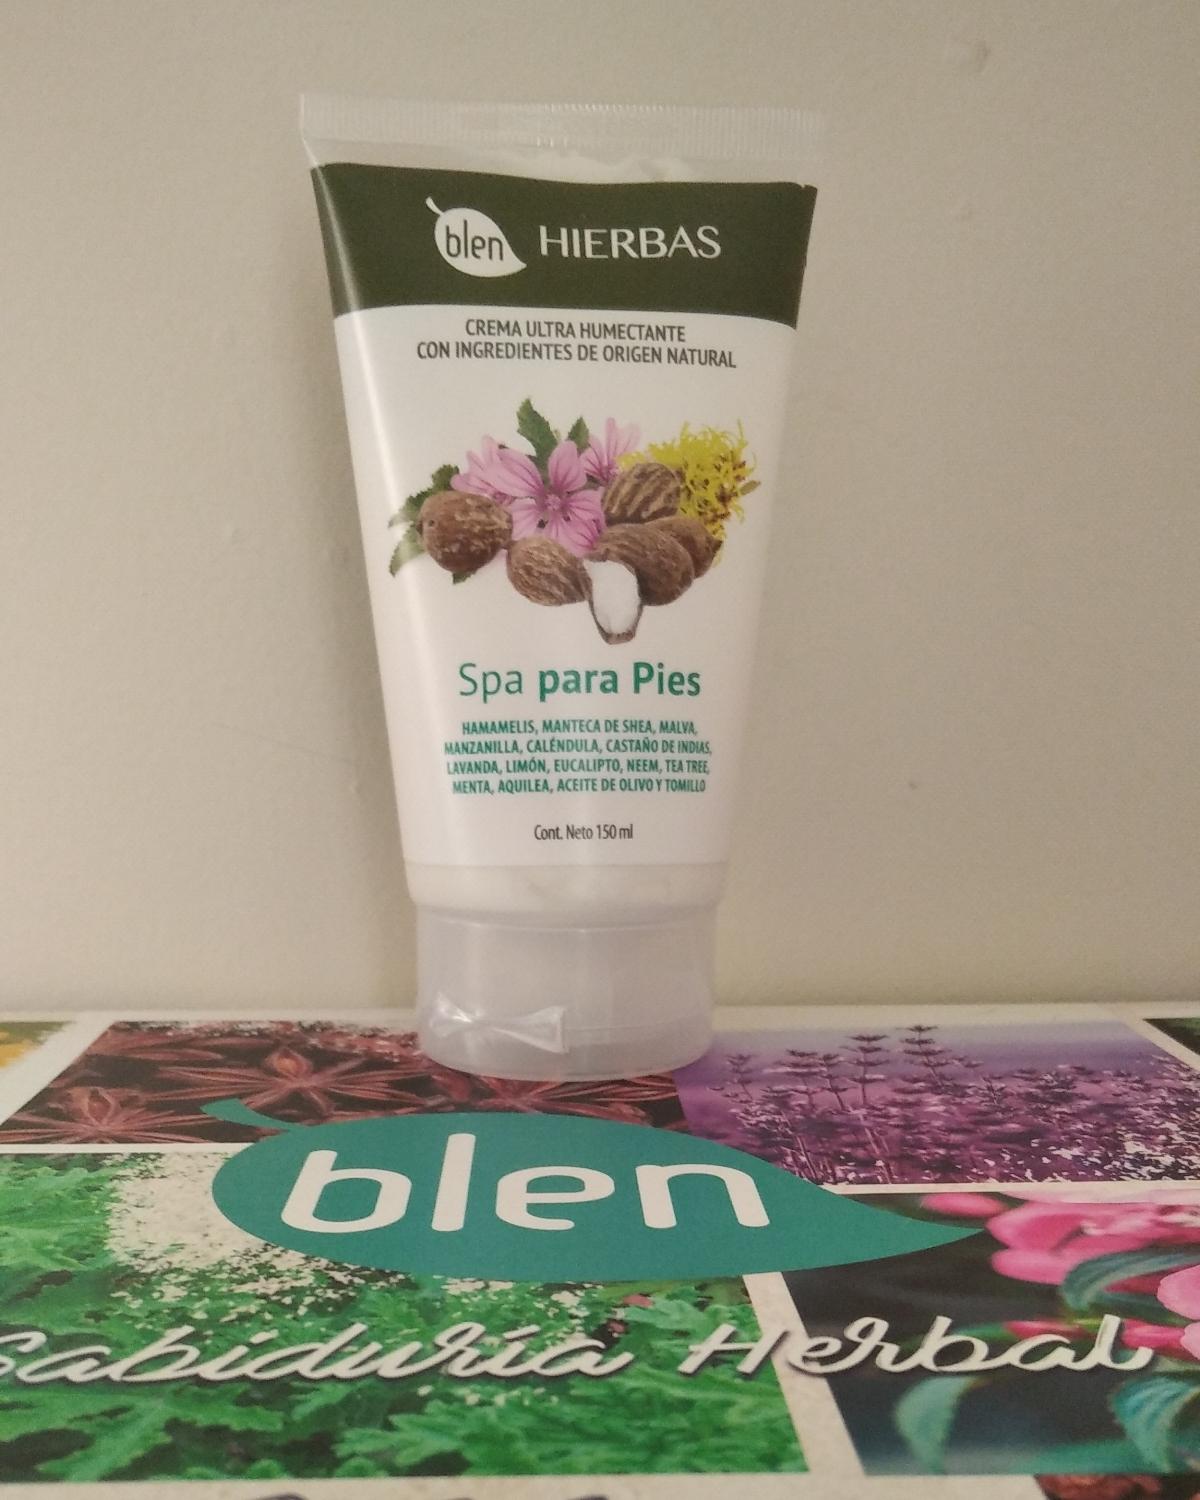 blen HIERBAS
CREMA ULTRA HUMECTANTE
CON INGREDIENTES DE ORIGEN NATURAL
Spa para Pies
HAMAMELIS, MANTECA DE SHEA, MALVA,
MANZANILLA, CALÉNDULA, CASTAÑO DE INDIAS,
LAVANDA, LIMÓN, EUCALIPTO, NEEM, TEA TREE,
MENTA, AQUILEA, ACEITE DE OLIVO Y TOMILLO
Cont. Neto 150 ml
blen
Sabiduría Herbal